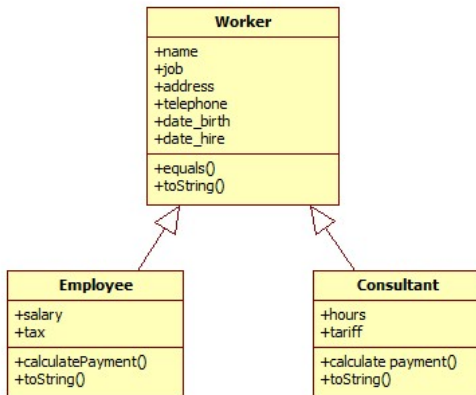 Worker
+name
+job
+address
+telephone
+date_birth
+date_hire
+equals()
+toString()
Employee
+salary
+tax
+calculatePayment()
+toString()
Consultant
+hours
+tariff
+calculate payment()
+toString()